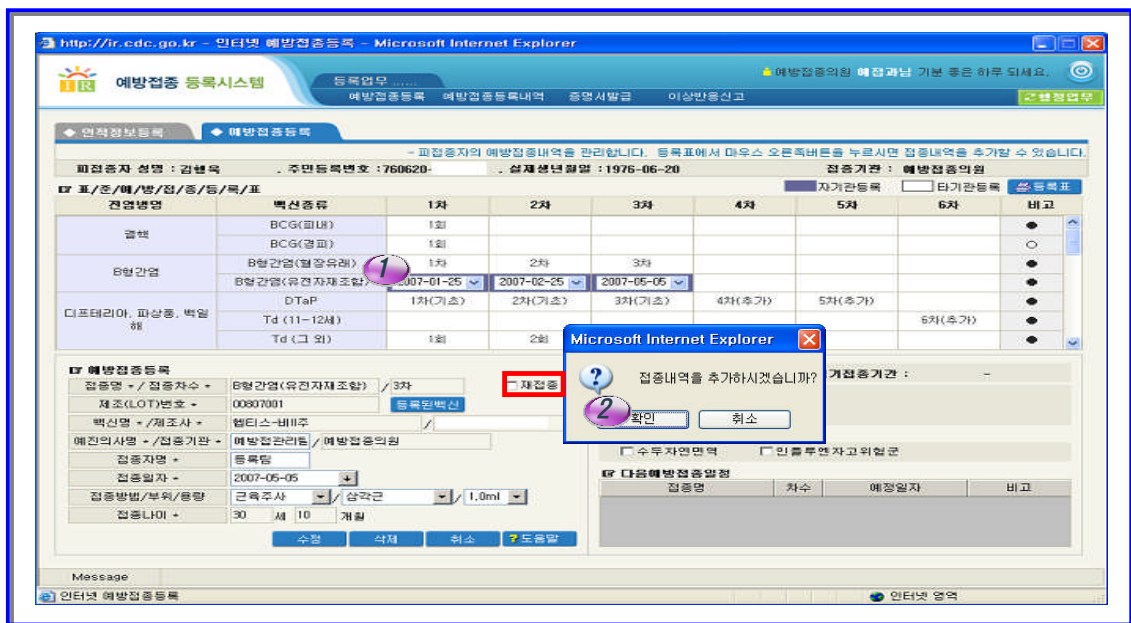 http://ir.cdc.go.kr - 인터넷 예방접종등록 - Microsoft Internet Explorer
예방접종의원 예접과님 기분 좋은 하루 되세요.
IR 예방접종 등록시스템
등록업무 ......
예방접종등록 예방접종등록내역 증명서발급 이상반응신고
행정업무
◆ 인적정보등록 ◆ 예방접종등록
- 피접종자의 예방접종내역을 관리합니다. 등록표에서 마우스 오른쪽버튼을 누르시면 접종내역을 추가할 수 있습니다.
피접종자 성명 : 김행옥 . 주민등록번호 : 760620- . 실제생년월일 : 1976-06-20 접종기관 : 예방접종의원
☞ 표/준/예/방/접/종/등/록/표 자기관등록 타기관등록 등록표
전염병명 백신종류 1차 2차 3차 4차 5차 6차 비고
결핵 BCG(피내) 1회 ●
BCG(경피) 1회 ○
B형간염 B형간염(혈장유래) 1차 2차 3차 ●
1
B형간염(유전자재조합) 2007-01-25 2007-02-25 2007-05-05 ●
디프테리아, 파상풍, 백일해 DTaP 1차(기초) 2차(기초) 3차(기초) 4차(추가) 5차(추가) ●
Td (11-12세) 6차(추가) ●
Td (그 외) 1회 2회 ●
Microsoft Internet Explorer
접종내역을 추가하시겠습니까?
2
확인 취소
☞ 예방접종등록
접종명 * / 접종차수 * B형간염(유전자재조합) / 3차 재접종
기접종기간 : -
제조(LOT)번호 * 00807001 등록된백신
백신명 * /제조사 * 헵티스-비II주 /
예진의사명 * /접종기관 * 예방접관리팀 / 예방접종의원
접종자명 * 등록팀
접종일자 * 2007-05-05
접종방법/부위/용량 근육주사 / 삼각근 / 1,0ml
접종나이 * 30 세 10 개월
수정 삭제 취소 ?도움말
수두자연면역 인플루엔자고위험군
☞ 다음예방접종일정
접종명 차수 예정일자 비고
Message
인터넷 예방접종등록 인터넷 영역